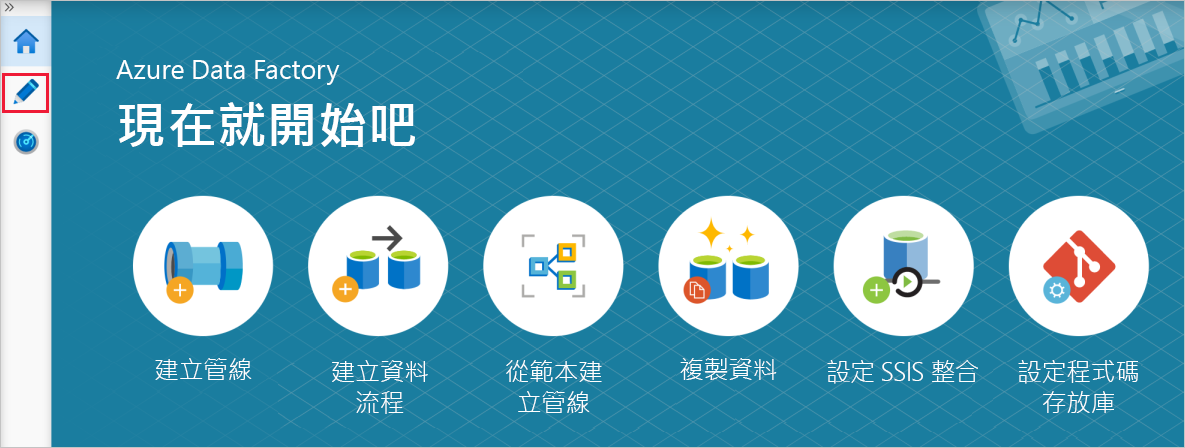 Azure Data Factory
現在就開始吧
建立管線
建立資料
流程
從範本建
立管線
複製資料
設定 SSIS 整合
設定程式碼
存放庫